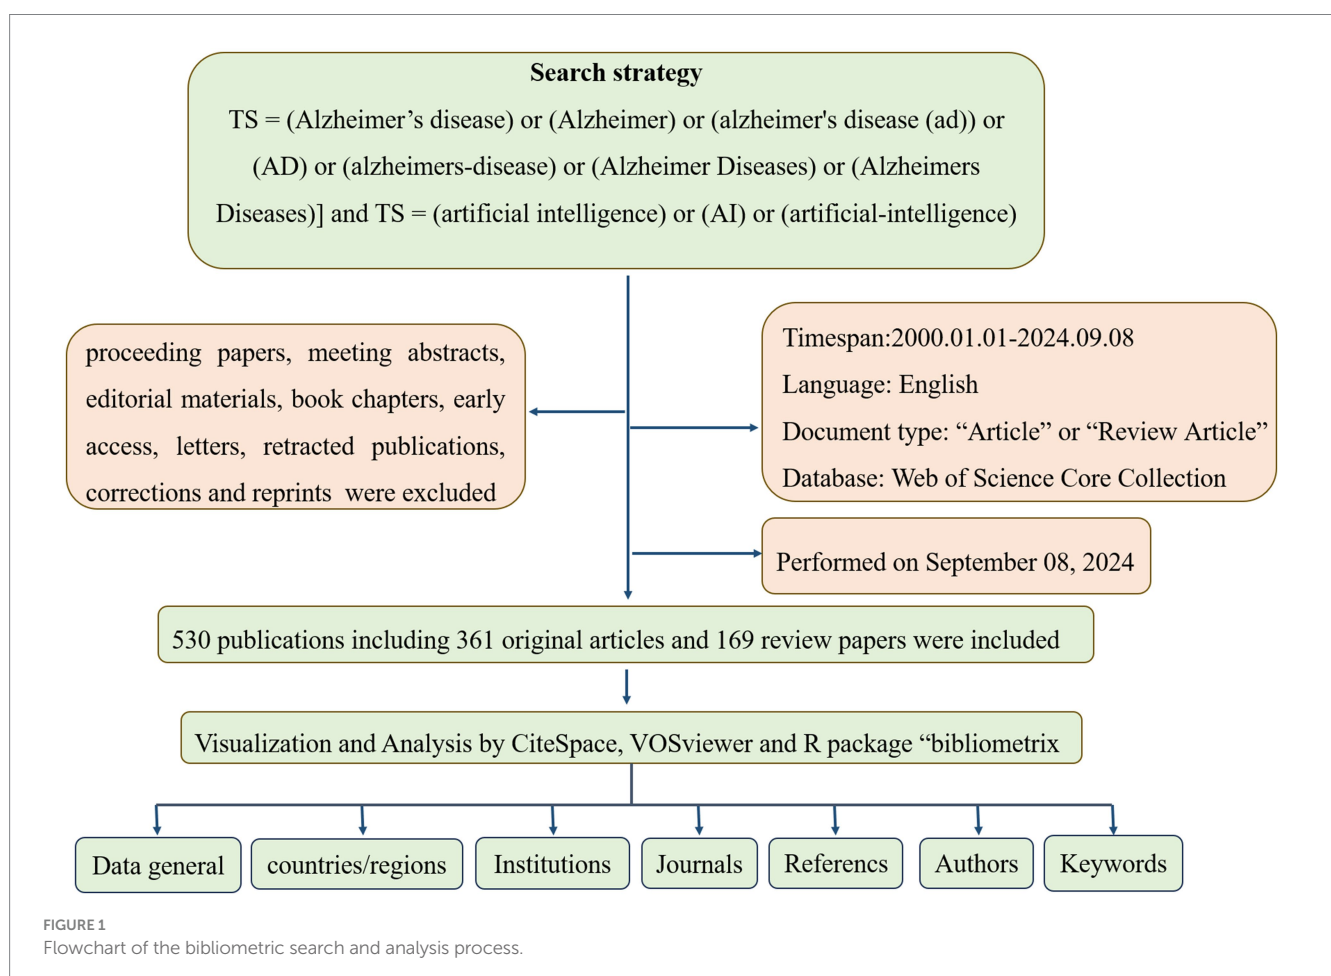 Search strategy
TS = (Alzheimer’s disease) or (Alzheimer) or (alzheimer's disease (ad)) or
(AD) or (alzheimers-disease) or (Alzheimer Diseases) or (Alzheimers
Diseases)] and TS = (artificial intelligence) or (AI) or (artificial-intelligence)
proceeding papers, meeting abstracts,
editorial materials, book chapters, early
access, letters, retracted publications,
corrections and reprints were excluded
Timespan:2000.01.01-2024.09.08
Language: English
Document type: “Article” or “Review Article”
Database: Web of Science Core Collection
Performed on September 08, 2024
530 publications including 361 original articles and 169 review papers were included
Visualization and Analysis by CiteSpace, VOSviewer and R package “bibliometrix
Data general
countries/regions
Institutions
Journals
Referencs
Authors
Keywords
FIGURE 1
Flowchart of the bibliometric search and analysis process.